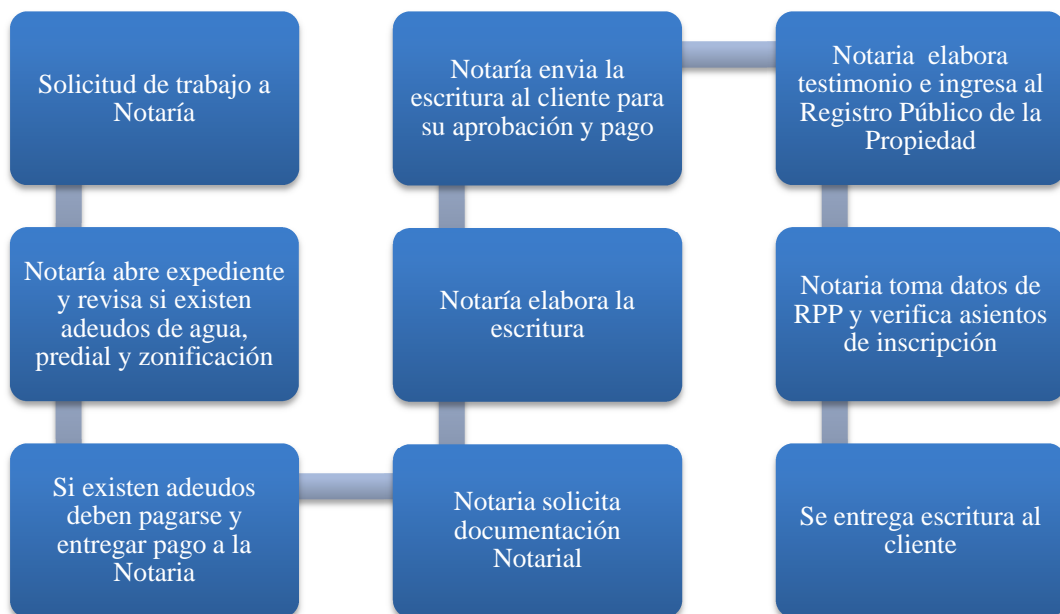 Solicitud de trabajo a
Notaría
Notaría abre expediente
y revisa si existen
adeudos de agua,
predial y zonificación
Si existen adeudos
deben pagarse y
entregar pago a la
Notaria
Notaria solicita
documentación
Notarial
Notaría elabora la
escritura
Notaría envia la
escritura al cliente para
su aprobación y pago
Notaria elabora
testimonio e ingresa al
Registro Público de la
Propiedad
Notaria toma datos de
RPP y verifica asientos
de inscripción
Se entrega escritura al
cliente